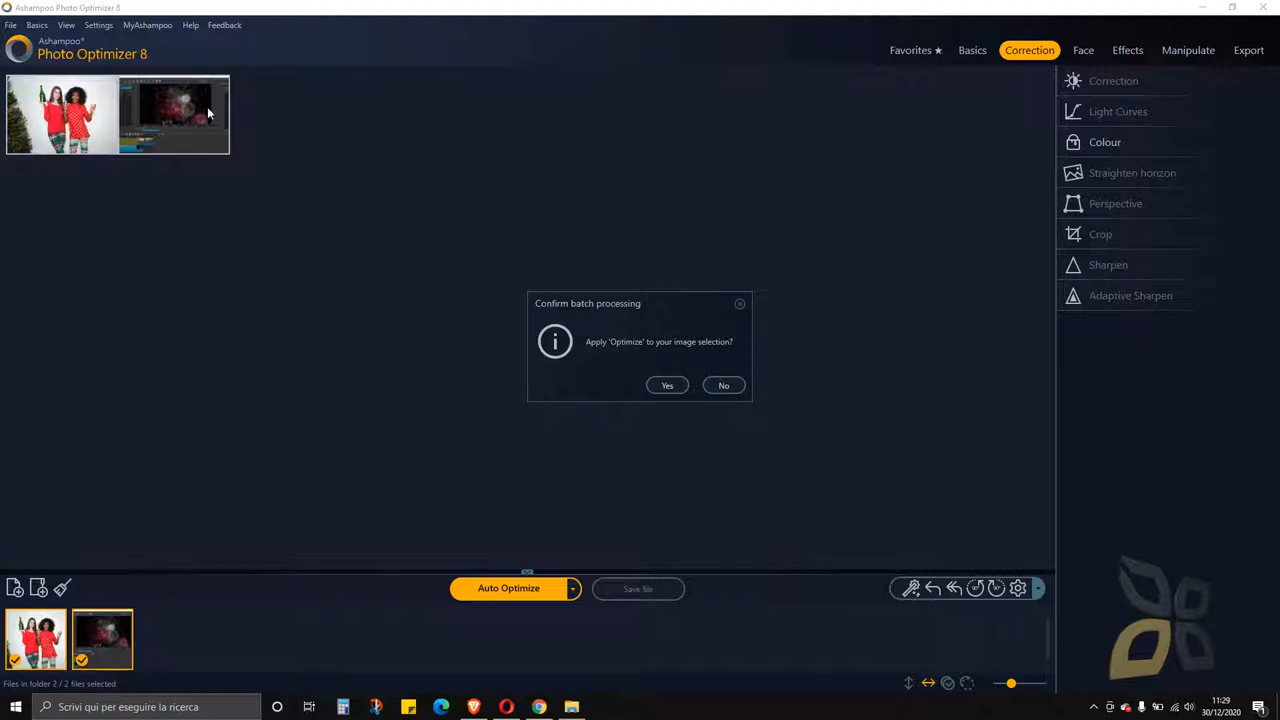 Ashampoo Photo Optimizer 8
File Basics View Settings MyAshampoo Help Feedback
Ashampoo®
Photo Optimizer 8
Favorites ★ Basics Correction Face Effects Manipulate Export
Correction
Light Curves
Colour
Straighten horizon
Perspective
Crop
Sharpen
Adaptive Sharpen
Confirm batch processing
Apply 'Optimize' to your image selection?
Yes No
Auto Optimize Save file
Files in folder 2 / 2 files selected
Scrivi qui per eseguire la ricerca
11:29
30/12/2020